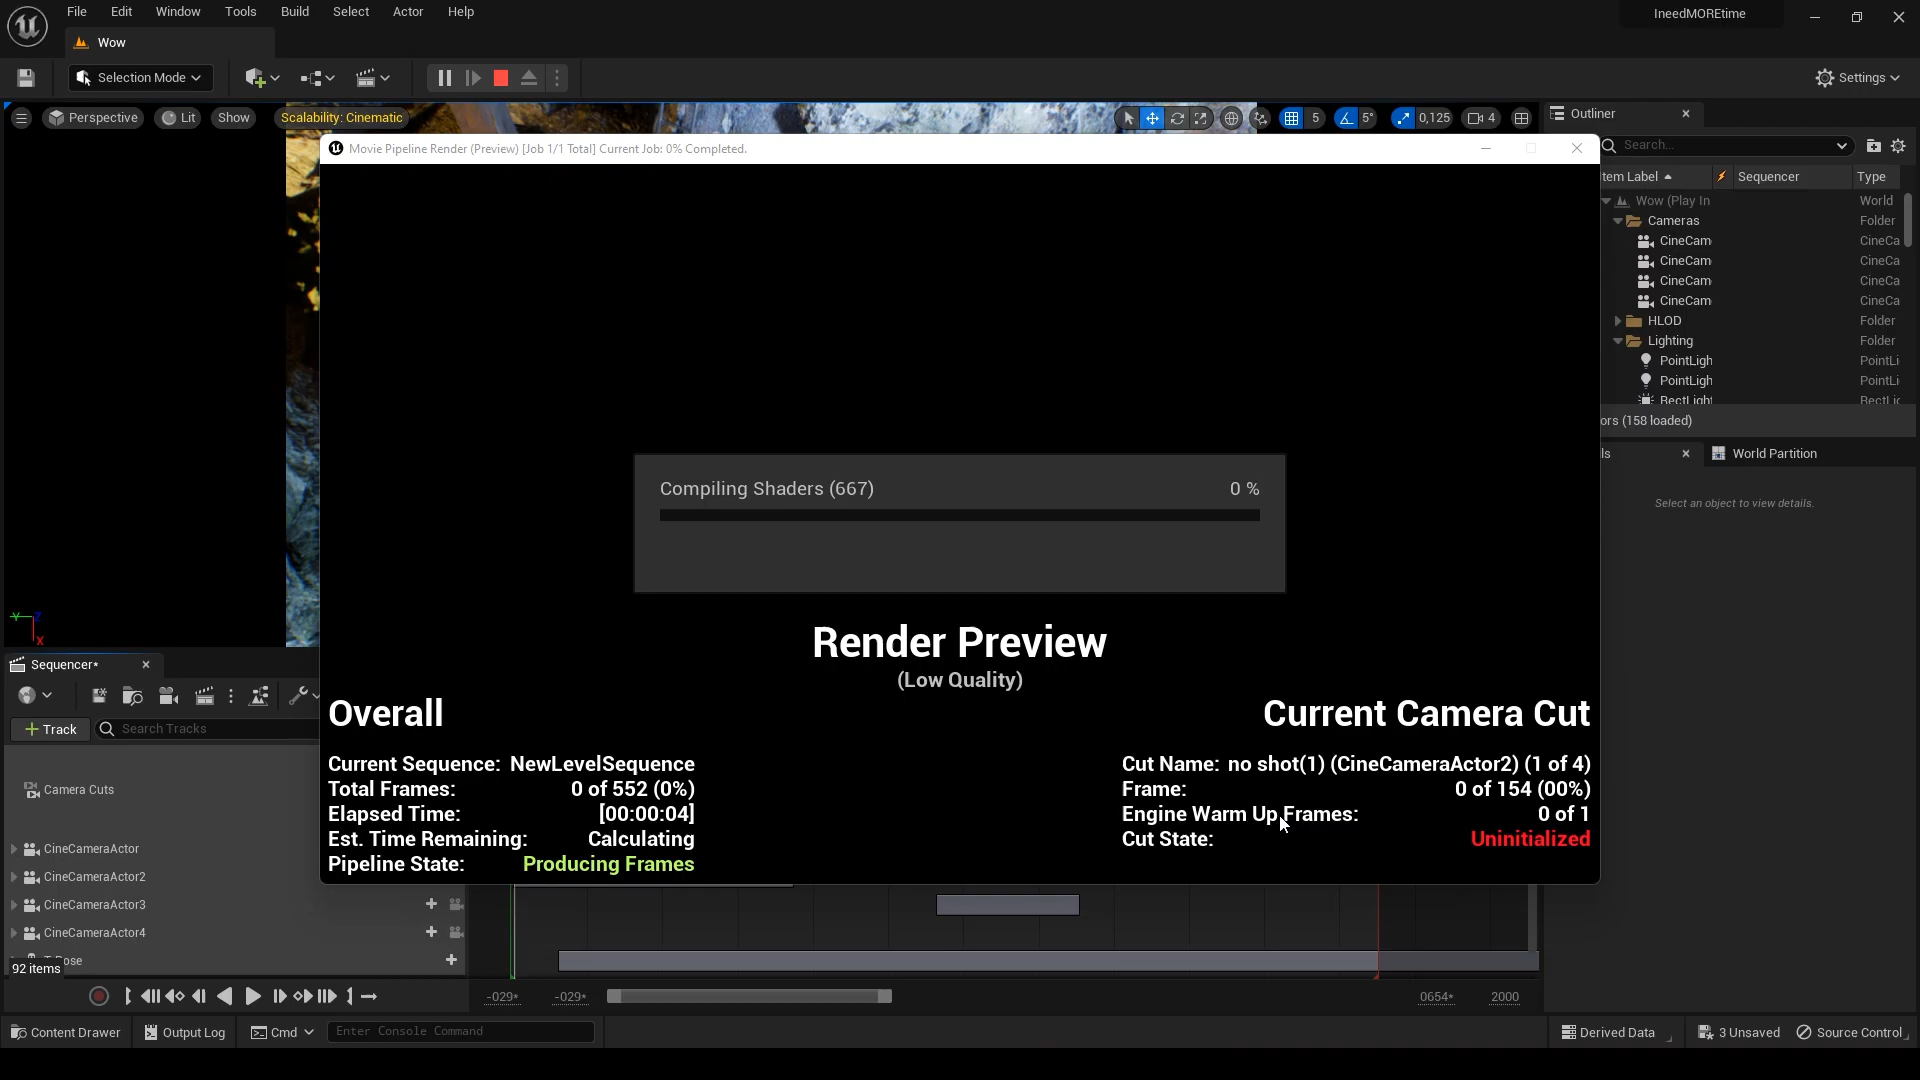 File Edit Window Tools Build Select Actor Help
IneedMOREtime
Wow
Selection Mode
Settings
Perspective Lit Show Scalability: Cinematic
5 5° 0,125 4
Outliner
Movie Pipeline Render (Preview) [Job 1/1 Total] Current Job: 0% Completed.
Search...
tem Label Sequencer Type
Wow (Play In World
Cameras Folder
CineCam CineCa
CineCam CineCa
CineCam CineCa
CineCam CineCa
HLOD Folder
Lighting Folder
PointLigh PointLi
PointLigh PointLi
RectLight RectLig
ors (158 loaded)
ls World Partition
Select an object to view details.
Compiling Shaders (667) 0 %
Render Preview
(Low Quality)
Overall
Current Sequence: NewLevelSequence
Total Frames: 0 of 552 (0%)
Elapsed Time: [00:00:04]
Est. Time Remaining: Calculating
Pipeline State: Producing Frames
Current Camera Cut
Cut Name: no shot(1) (CineCameraActor2) (1 of 4)
Frame: 0 of 154 (00%)
Engine Warm Up Frames: 0 of 1
Cut State: Uninitialized
Y Z
X
Sequencer*
Track Search Tracks
Camera Cuts
CineCameraActor
CineCameraActor2
CineCameraActor3
CineCameraActor4
ose
92 items
-029* -029* 0654* 2000
Content Drawer Output Log Cmd Enter Console Command
Derived Data 3 Unsaved Source Control